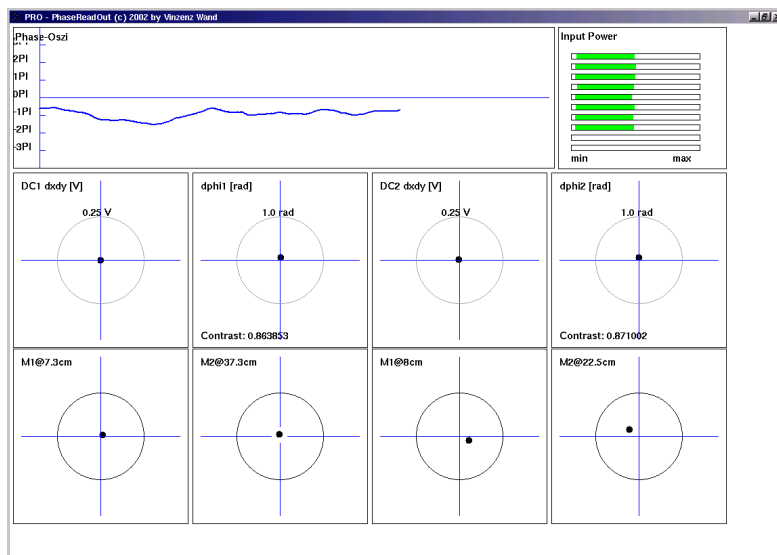 PRO - PhaseReadOut (c) 2002 by Vinzenz Wand
Phase-Oszi
2PI
1PI
0PI
-1PI
-2PI
-3PI
Input Power
min max
DC1 dxdy [V]
0.25 V
dphi1 [rad]
1.0 rad
Contrast: 0.863853
DC2 dxdy [V]
0.25 V
dphi2 [rad]
1.0 rad
Contrast: 0.871002
M1@7.3cm
M2@37.3cm
M1@8cm
M2@22.5cm